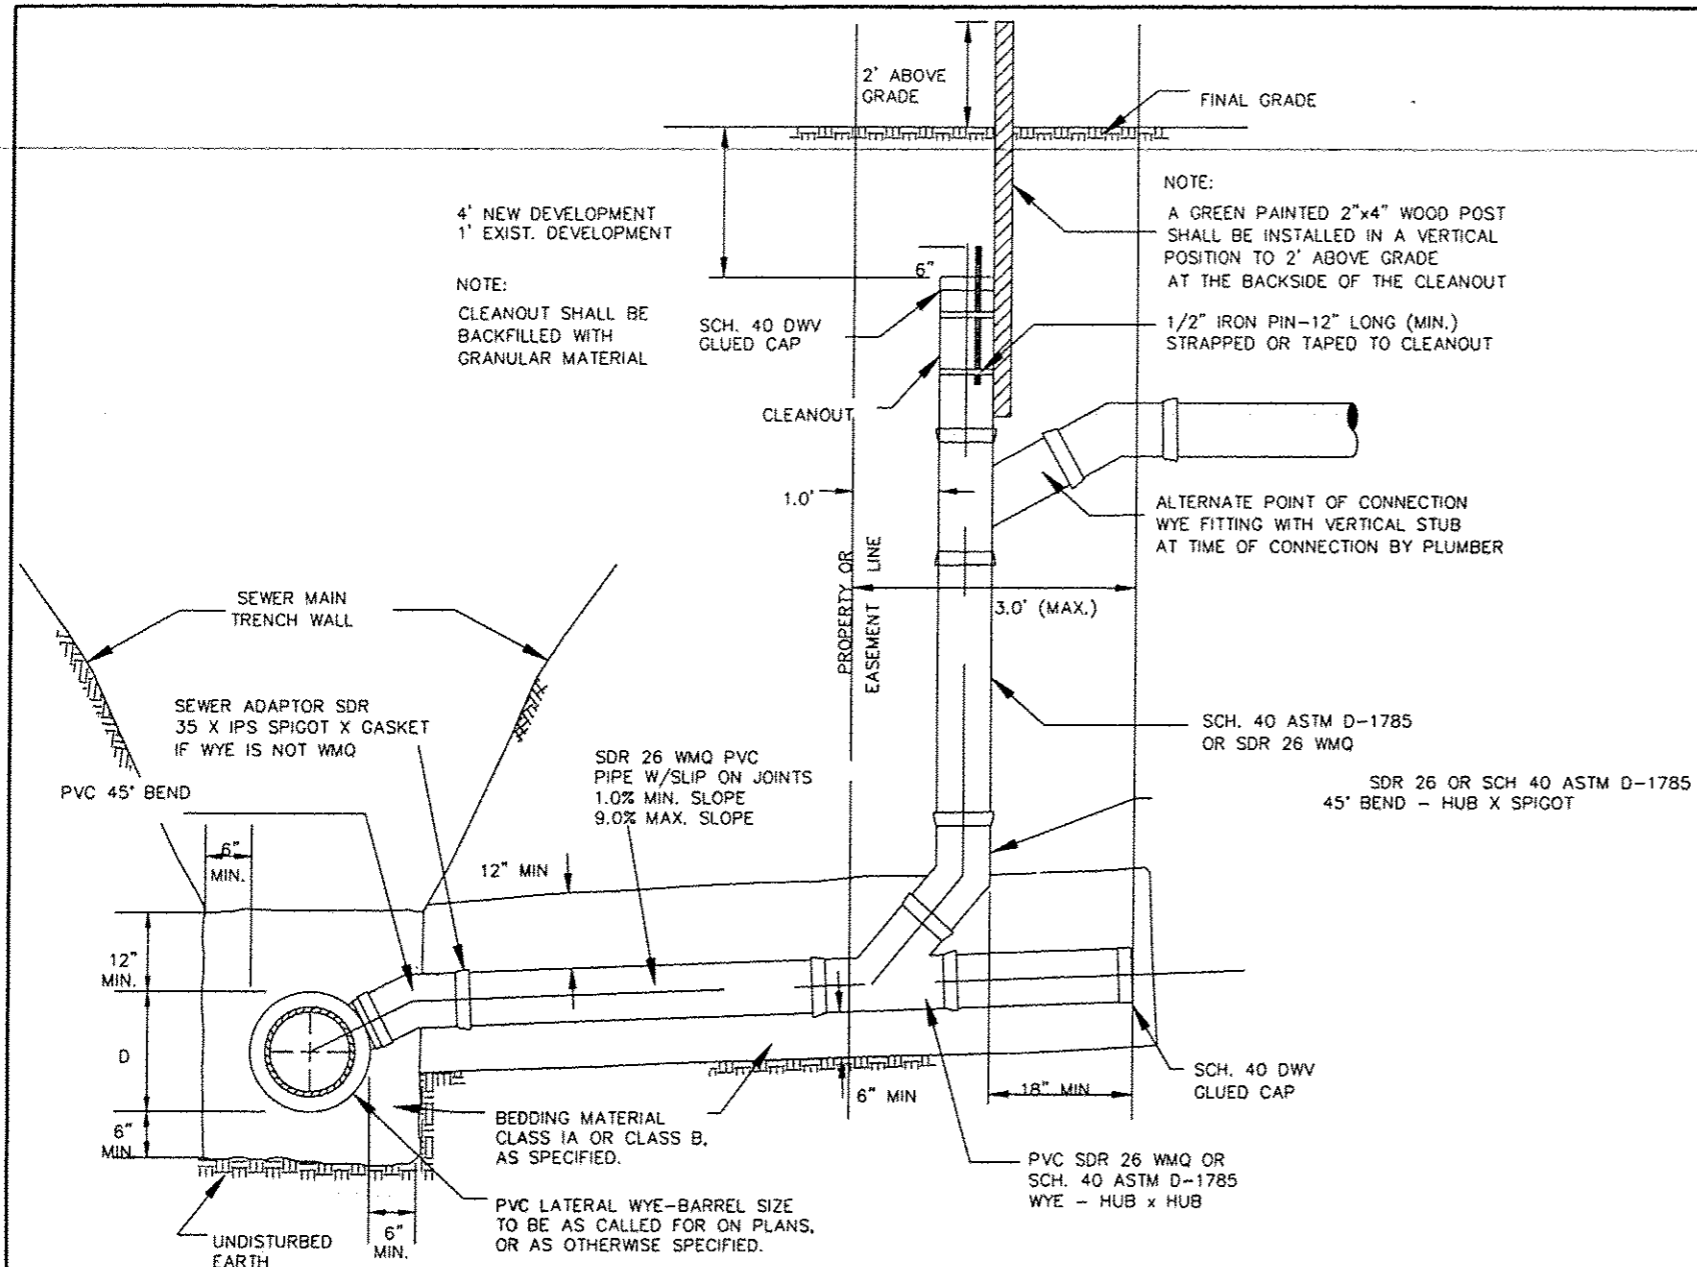 2' ABOVE
GRADE
FINAL GRADE
4' NEW DEVELOPMENT
1' EXIST. DEVELOPMENT
NOTE:
CLEANOUT SHALL BE
BACKFILLED WITH
GRANULAR MATERIAL
6"
SCH. 40 DWV
GLUED CAP
CLEANOUT
NOTE:
A GREEN PAINTED 2"x4" WOOD POST
SHALL BE INSTALLED IN A VERTICAL
POSITION TO 2' ABOVE GRADE
AT THE BACKSIDE OF THE CLEANOUT
1/2" IRON PIN-12" LONG (MIN.)
STRAPPED OR TAPED TO CLEANOUT
1.0'
ALTERNATE POINT OF CONNECTION
WYE FITTING WITH VERTICAL STUB
AT TIME OF CONNECTION BY PLUMBER
PROPERTY OR
EASEMENT LINE
3.0' (MAX.)
SEWER MAIN
TRENCH WALL
SEWER ADAPTOR SDR
35 X IPS SPIGOT X GASKET
IF WYE IS NOT WMQ
PVC 45° BEND
SDR 26 WMQ PVC
PIPE W/SLIP ON JOINTS
1.0% MIN. SLOPE
9.0% MAX. SLOPE
SCH. 40 ASTM D-1785
OR SDR 26 WMQ
SDR 26 OR SCH 40 ASTM D-1785
45° BEND - HUB X SPIGOT
6"
MIN.
12" MIN
12"
MIN.
D
6"
MIN
6" MIN
18" MIN
SCH. 40 DWV
GLUED CAP
BEDDING MATERIAL
CLASS IA OR CLASS B,
AS SPECIFIED.
PVC SDR 26 WMQ OR
SCH. 40 ASTM D-1785
WYE - HUB x HUB
PVC LATERAL WYE-BARREL SIZE
TO BE AS CALLED FOR ON PLANS,
OR AS OTHERWISE SPECIFIED.
6"
MIN.
UNDISTURBED
EARTH